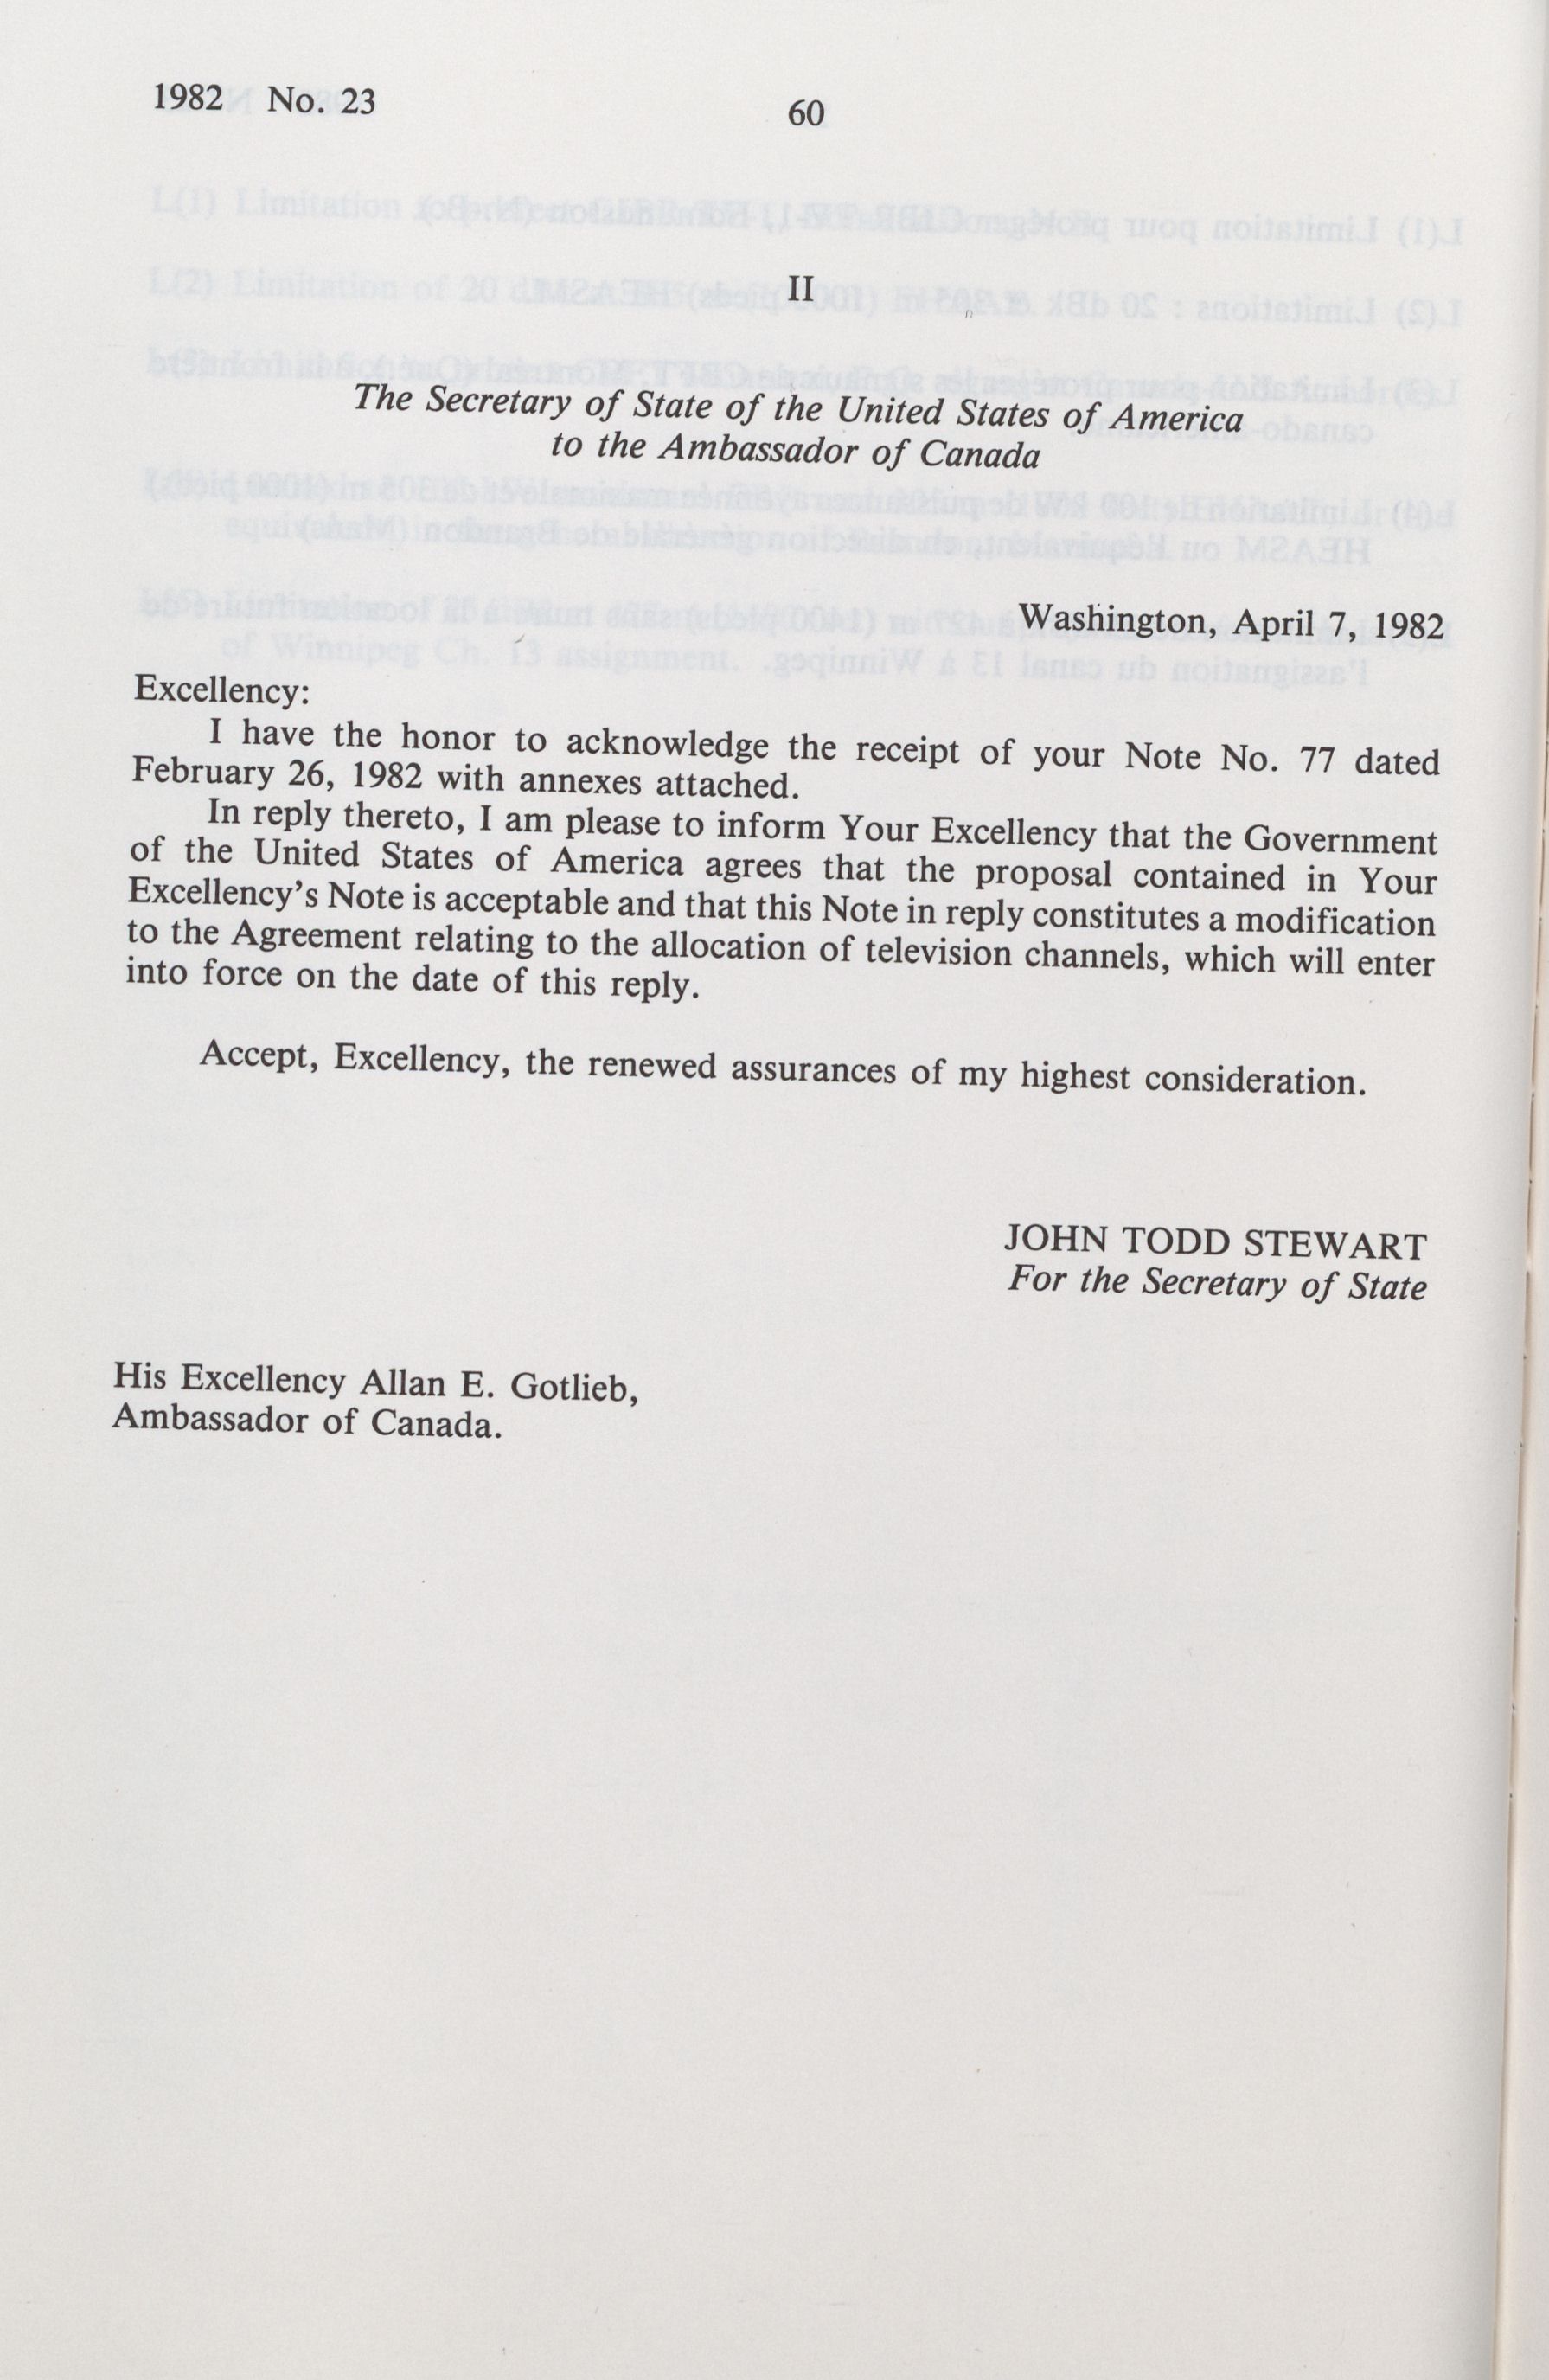 1982 No. 23
60
II
The Secretary of State of the United States of America
to the Ambassador of Canada
Washington, April 7, 1982
Excellency:
I have the honor to acknowledge the receipt of your Note No. 77 dated
February 26, 1982 with annexes attached.
In reply thereto, I am please to inform Your Excellency that the Government
of the United States of America agrees that the proposal contained in Your
Excellency's Note is acceptable and that this Note in reply constitutes a modification
to the Agreement relating to the allocation of television channels, which will enter
into force on the date of this reply.
Accept, Excellency, the renewed assurances of my highest consideration.
JOHN TODD STEWART
For the Secretary of State
His Excellency Allan E. Gotlieb,
Ambassador of Canada.